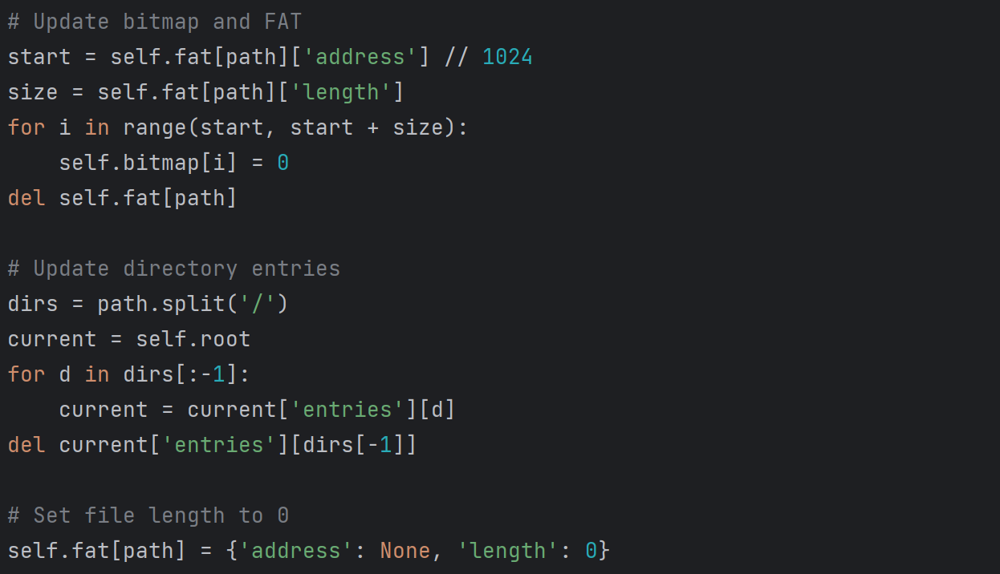 # Update bitmap and FAT
start = self.fat[path]['address'] // 1024
size = self.fat[path]['length']
for i in range(start, start + size):
    self.bitmap[i] = 0
del self.fat[path]

# Update directory entries
dirs = path.split('/')
current = self.root
for d in dirs[:-1]:
    current = current['entries'][d]
del current['entries'][dirs[-1]]

# Set file length to 0
self.fat[path] = {'address': None, 'length': 0}